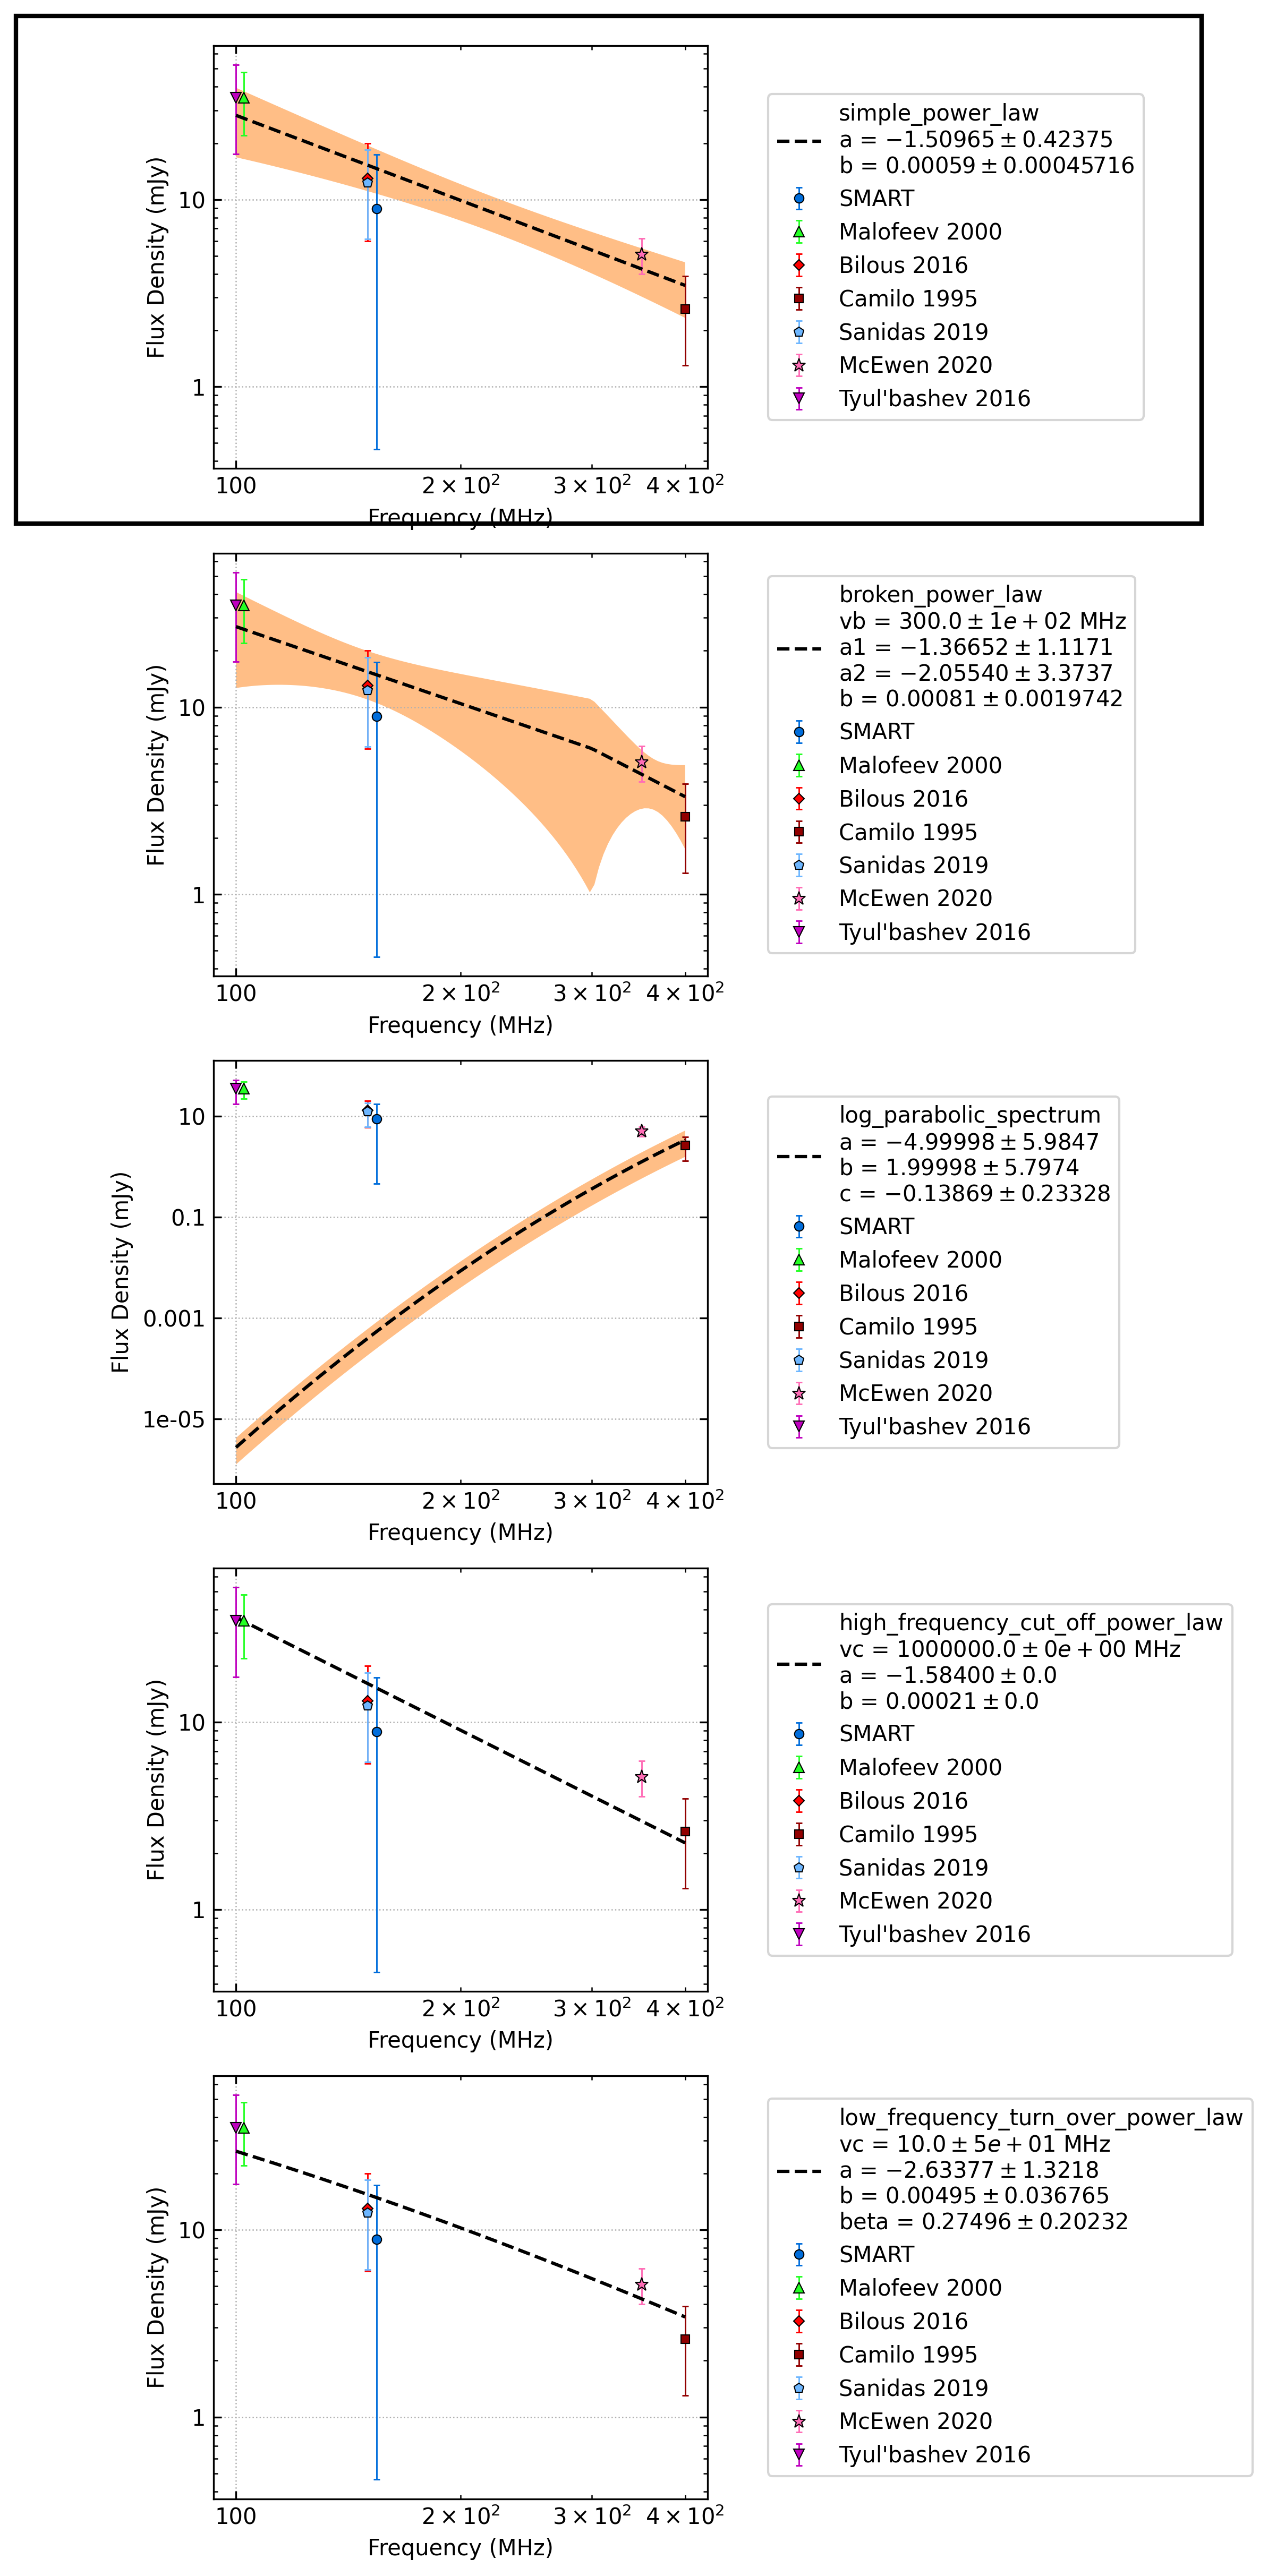 Flux Density (mJy)
10
1
100
2 × 10²
3 × 10²
4 × 10²
Frequency (MHz)
simple_power_law
a = −1.50965 ± 0.42375
b = 0.00059 ± 0.00045716
SMART
Malofeev 2000
Bilous 2016
Camilo 1995
Sanidas 2019
McEwen 2020
Tyul'bashev 2016
Flux Density (mJy)
10
1
100
2 × 10²
3 × 10²
4 × 10²
Frequency (MHz)
broken_power_law
vb = 300.0 ± 1e + 02 MHz
a1 = −1.36652 ± 1.1171
a2 = −2.05540 ± 3.3737
b = 0.00081 ± 0.0019742
SMART
Malofeev 2000
Bilous 2016
Camilo 1995
Sanidas 2019
McEwen 2020
Tyul'bashev 2016
Flux Density (mJy)
10
0.1
0.001
1e-05
100
2 × 10²
3 × 10²
4 × 10²
Frequency (MHz)
log_parabolic_spectrum
a = −4.99998 ± 5.9847
b = 1.99998 ± 5.7974
c = −0.13869 ± 0.23328
SMART
Malofeev 2000
Bilous 2016
Camilo 1995
Sanidas 2019
McEwen 2020
Tyul'bashev 2016
Flux Density (mJy)
10
1
100
2 × 10²
3 × 10²
4 × 10²
Frequency (MHz)
high_frequency_cut_off_power_law
vc = 1000000.0 ± 0e + 00 MHz
a = −1.58400 ± 0.0
b = 0.00021 ± 0.0
SMART
Malofeev 2000
Bilous 2016
Camilo 1995
Sanidas 2019
McEwen 2020
Tyul'bashev 2016
Flux Density (mJy)
10
1
100
2 × 10²
3 × 10²
4 × 10²
Frequency (MHz)
low_frequency_turn_over_power_law
vc = 10.0 ± 5e + 01 MHz
a = −2.63377 ± 1.3218
b = 0.00495 ± 0.036765
beta = 0.27496 ± 0.20232
SMART
Malofeev 2000
Bilous 2016
Camilo 1995
Sanidas 2019
McEwen 2020
Tyul'bashev 2016